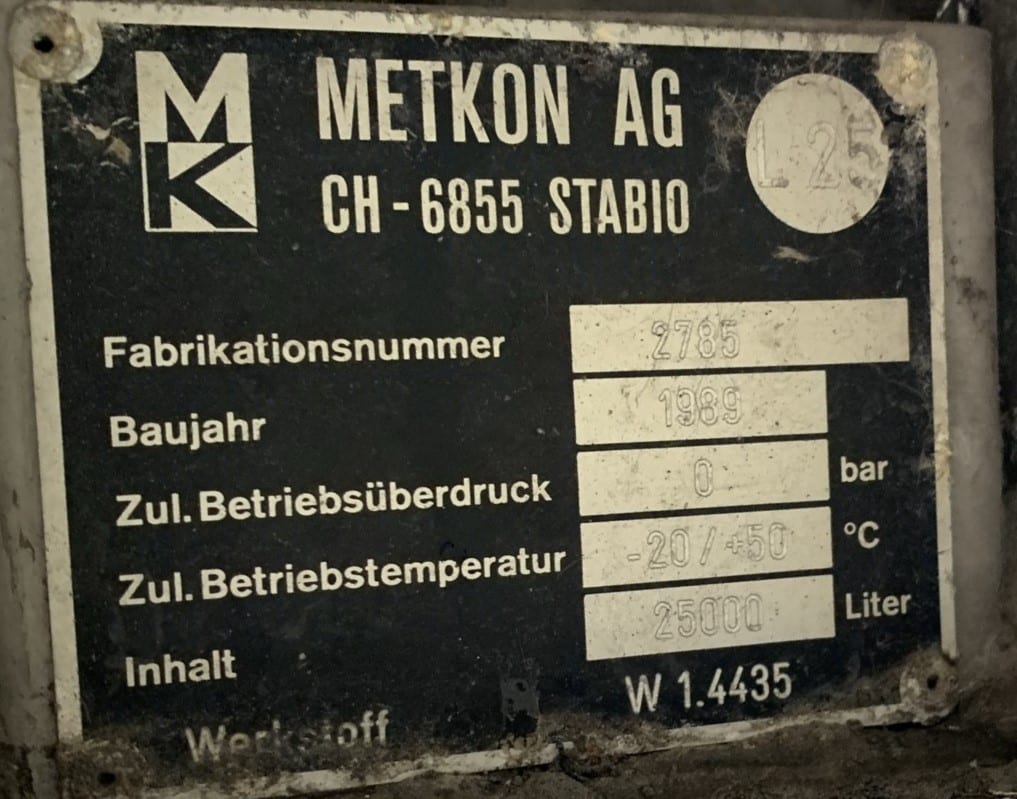 MK
METKON AG
CH-6855 STABIO
L 25
Fabrikationsnummer 2785
Baujahr 1989
Zul. Betriebsüberdruck 0 bar
Zul. Betriebstemperatur -20/+50 °C
Inhalt 25000 Liter
Werkstoff W 1.4435